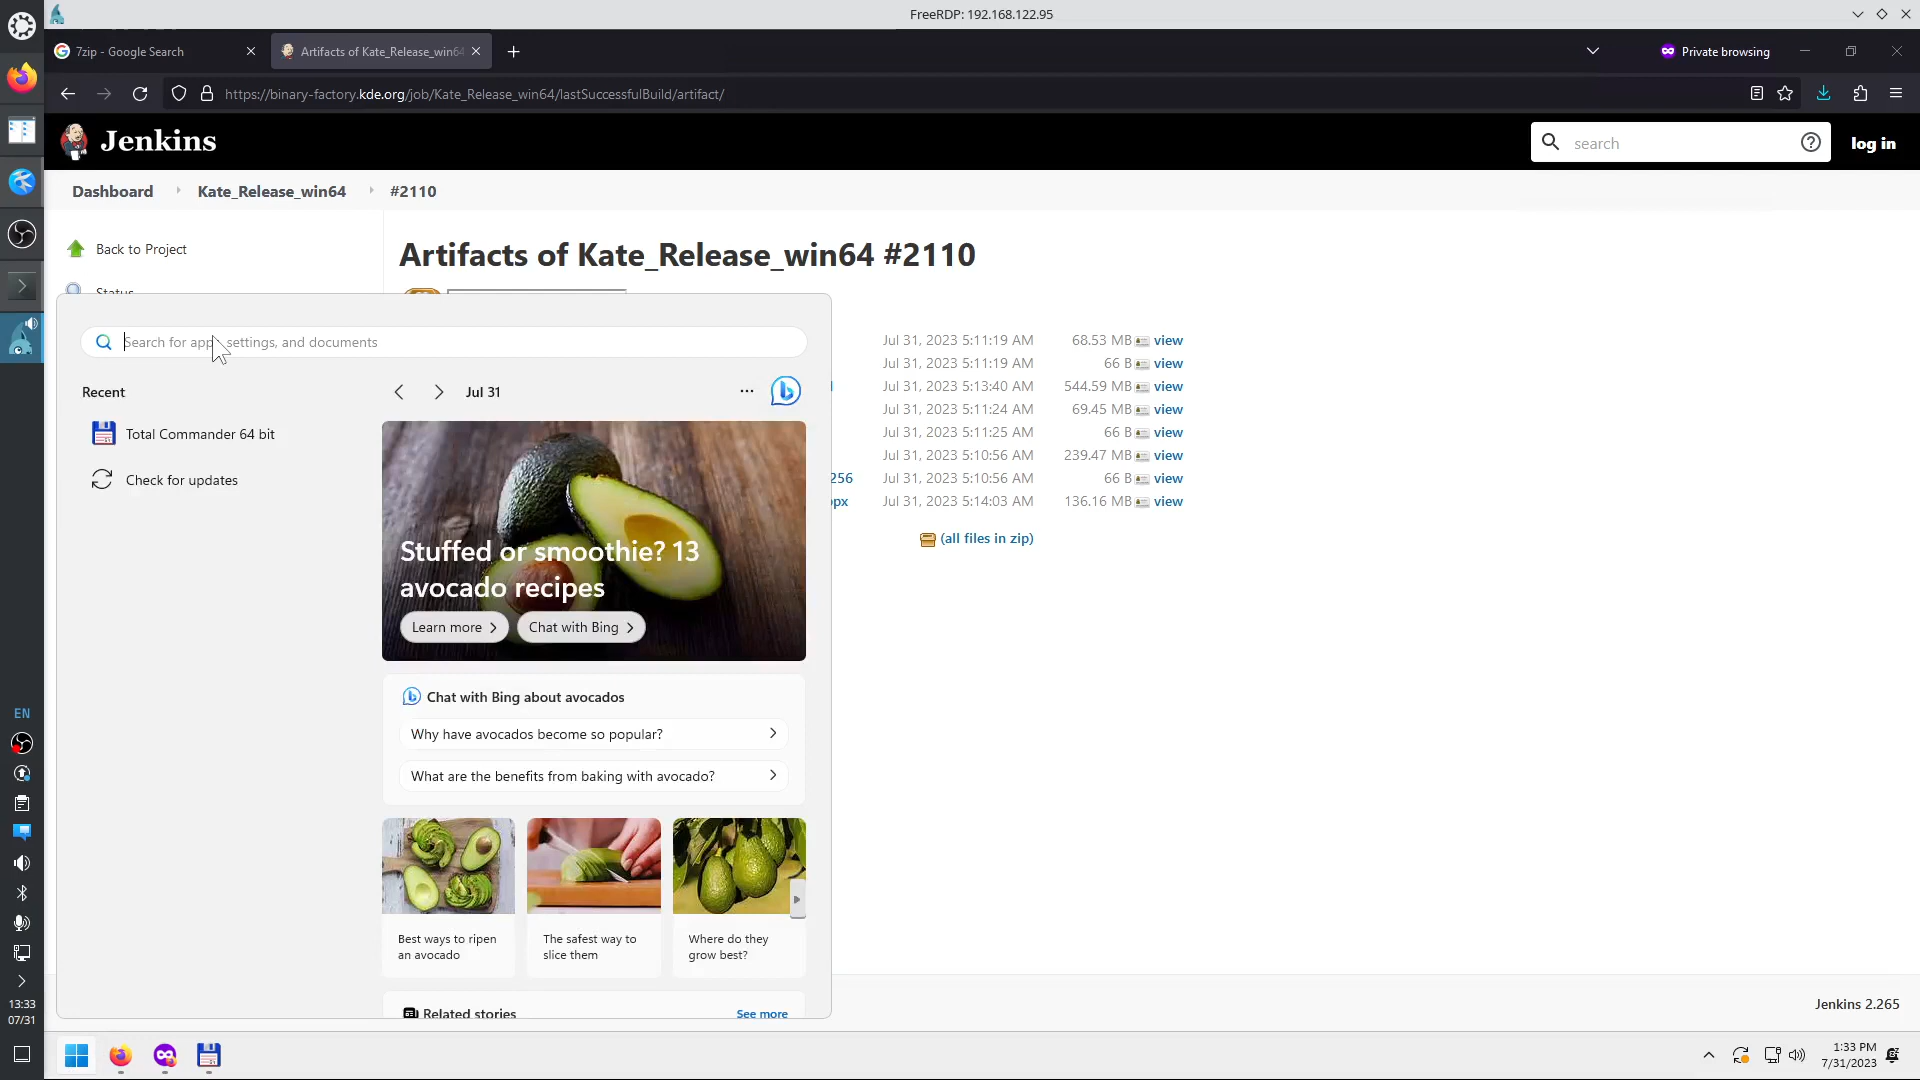 FreeRDP: 192.168.122.95
7zip - Google Search
Artifacts of Kate_Release_win64
Private browsing
https://binary-factory.kde.org/job/Kate_Release_win64/lastSuccessfulBuild/artifact/
Jenkins
search
log in
Dashboard
Kate_Release_win64
#2110
Back to Project
Artifacts of Kate_Release_win64 #2110
Status
Search for apps, settings, and documents
Jul 31, 2023 5:11:19 AM 68.53 MB view
Jul 31, 2023 5:11:19 AM 66 B view
Jul 31, 2023 5:13:40 AM 544.59 MB view
Jul 31, 2023 5:11:24 AM 69.45 MB view
Jul 31, 2023 5:11:25 AM 66 B view
Jul 31, 2023 5:10:56 AM 239.47 MB view
256 Jul 31, 2023 5:10:56 AM 66 B view
px Jul 31, 2023 5:14:03 AM 136.16 MB view
(all files in zip)
Recent
Jul 31
Total Commander 64 bit
Check for updates
Stuffed or smoothie? 13
avocado recipes
Learn more
Chat with Bing
Chat with Bing about avocados
Why have avocados become so popular?
What are the benefits from baking with avocado?
Best ways to ripen
an avocado
The safest way to
slice them
Where do they
grow best?
Related stories
See more
Jenkins 2.265
EN
13:33
07/31
1:33 PM
7/31/2023